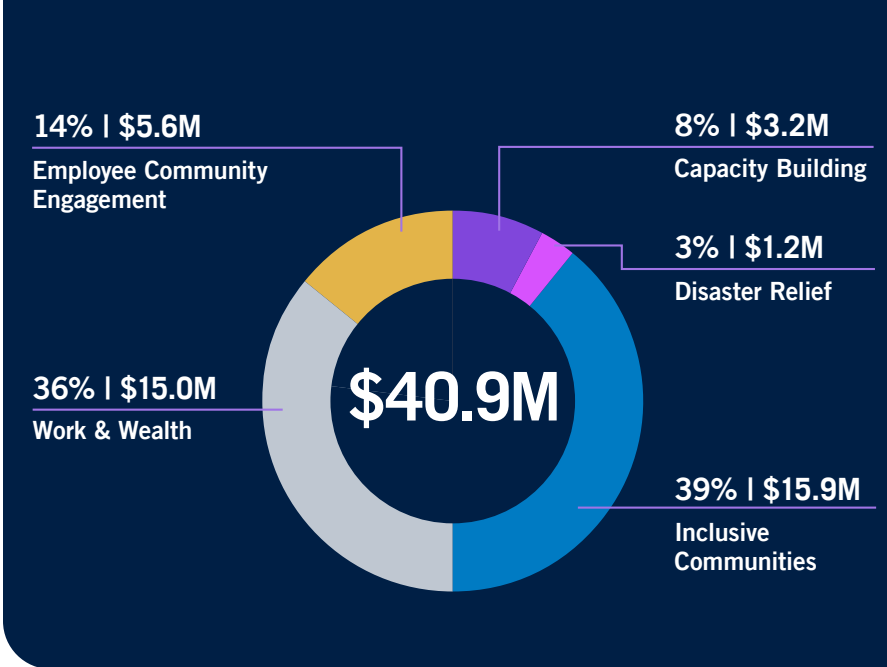 14% | $5.6M
Employee Community
Engagement
8% | $3.2M
Capacity Building
3% | $1.2M
Disaster Relief
36% | $15.0M
Work & Wealth
$40.9M
39% | $15.9M
Inclusive
Communities